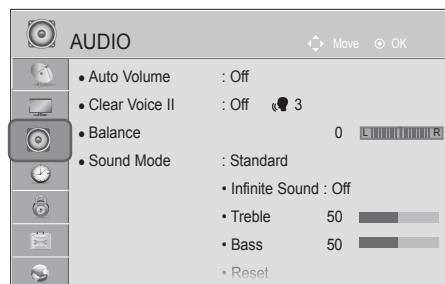 AUDIO Move OK
• Auto Volume : Off
• Clear Voice II : Off 3
• Balance 0 L R
• Sound Mode : Standard
• Infinite Sound : Off
• Treble 50
• Bass 50
• Reset